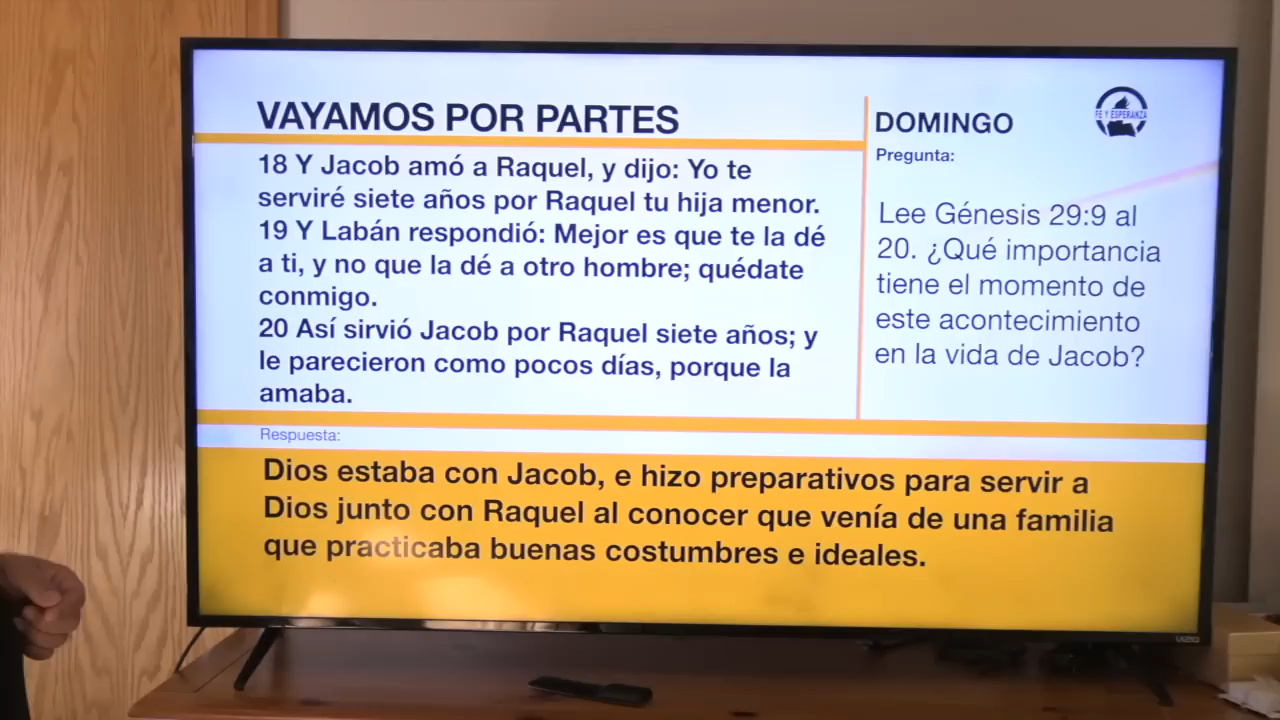 VAYAMOS POR PARTES
18 Y Jacob amó a Raquel, y dijo: Yo te
serviré siete años por Raquel tu hija menor.
19 Y Labán respondió: Mejor es que te la dé
a ti, y no que la dé a otro hombre; quédate
conmigo.
20 Así sirvió Jacob por Raquel siete años; y
le parecieron como pocos días, porque la
amaba.
DOMINGO
FE Y ESPERANZA
Pregunta:
Lee Génesis 29:9 al
20. ¿Qué importancia
tiene el momento de
este acontecimiento
en la vida de Jacob?
Respuesta:
Dios estaba con Jacob, e hizo preparativos para servir a
Dios junto con Raquel al conocer que venía de una familia
que practicaba buenas costumbres e ideales.
VIZIO